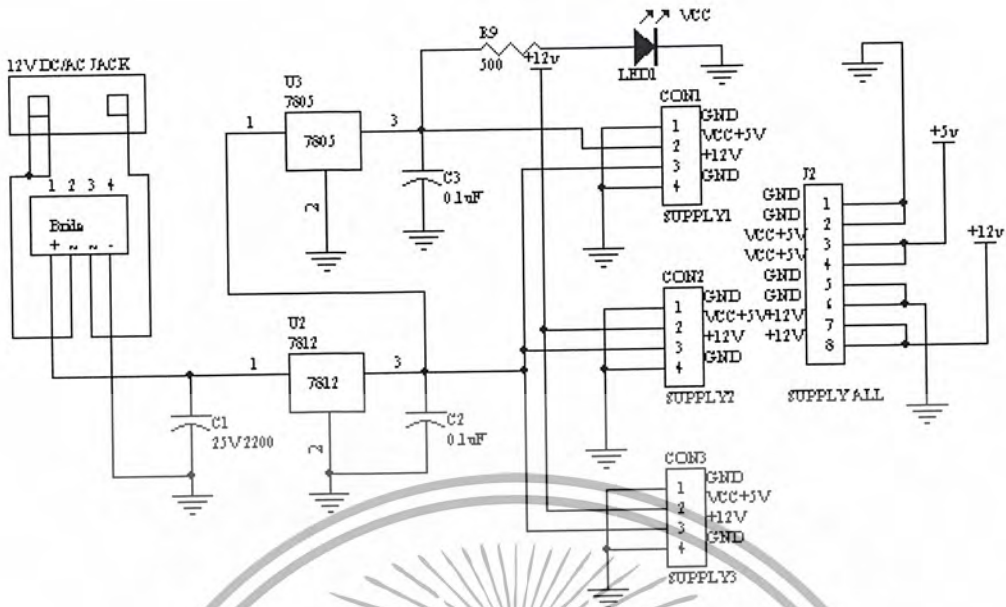 12V DC/AC JACK
1 2 3 4
Bride
+ ~ ~ -
U3
7805
1
7805
3
2
C3
0.1uF
R9
500
+12v
VCC
LED1
U2
7812
1
7812
3
2
C1
25V2200
C2
0.1uF
CON1
1 GND
2 VCC+5V
3 +12V
4 GND
SUPPLY1
CON2
1 GND
2 VCC+5V
3 +12V
4 GND
SUPPLY2
CON3
1 GND
2 VCC+5V
3 +12V
4 GND
SUPPLY3
J2
GND 1
GND 2
VCC+5V 3
VCC+5V 4
GND 5
GND 6
+12V 7
+12V 8
SUPPLY ALL
+5v
+12v